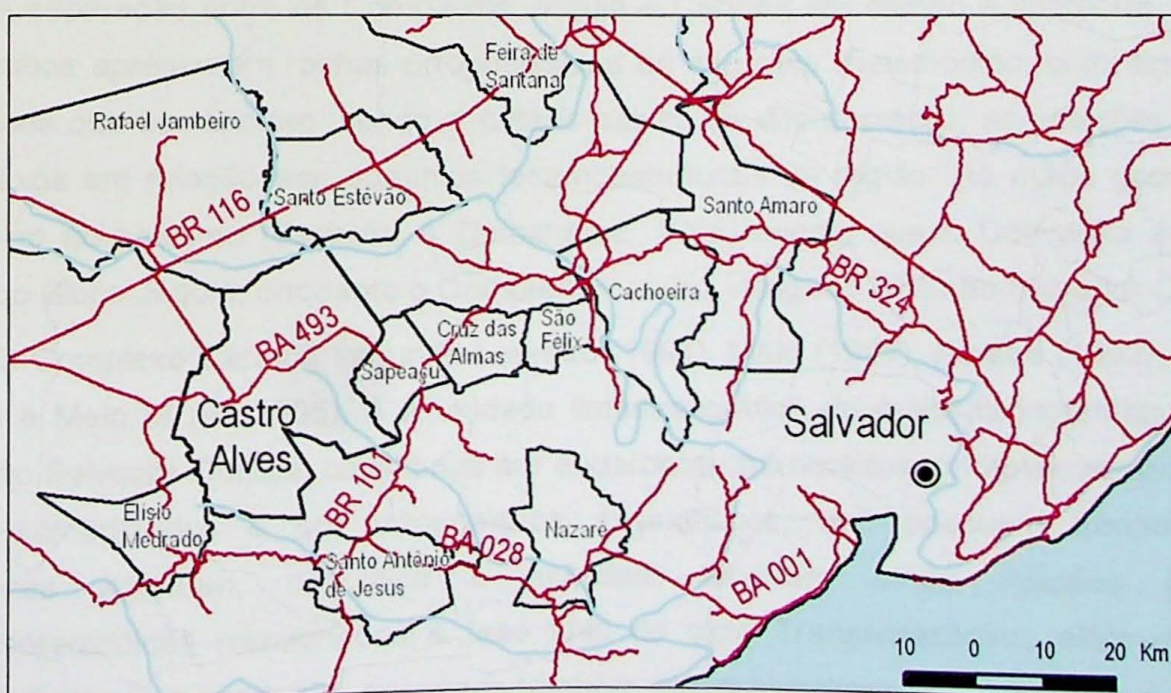 Feira de
Santana
Rafael Jambeiro
BR 116
Santo Estêvão
Santo Amaro
BR 324
Cachoeira
BA 493
Cruz das
Almas
São
Félix
Sapeaçu
Castro
Alves
Salvador
BR 101
Elísio
Medrado
Nazaré
BA 028
Santo Antônio
de Jesus
BA 001
10 0 10 20 Km